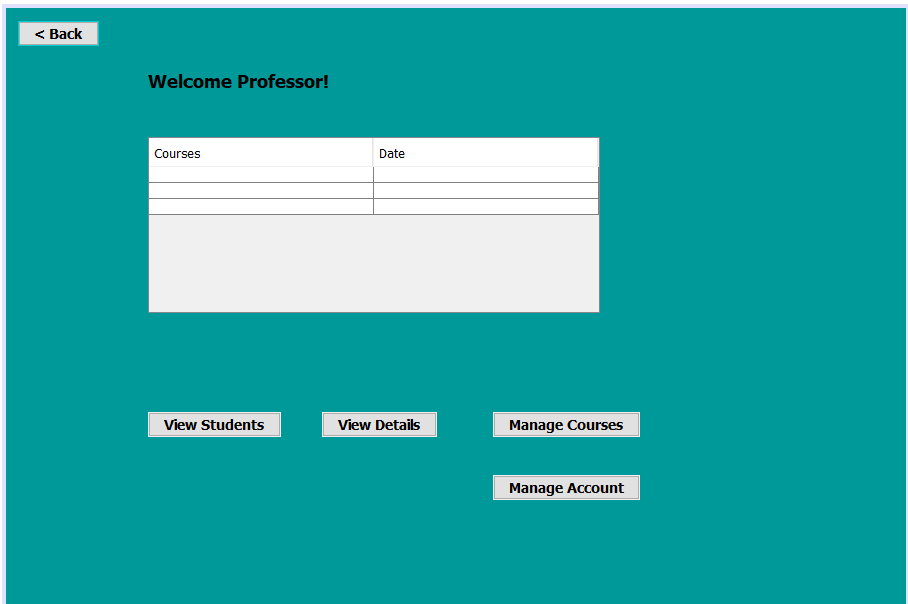 < Back
Welcome Professor!
Courses Date
View Students View Details Manage Courses
Manage Account